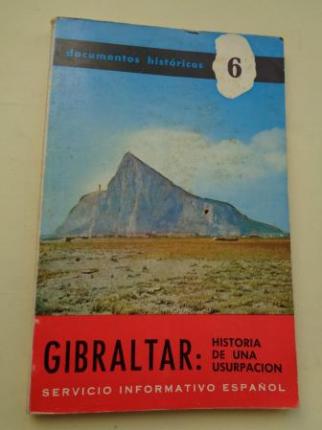 documentos históricos
6
GIBRALTAR:
HISTORIA
DE UNA
USURPACION
SERVICIO INFORMATIVO ESPAÑOL